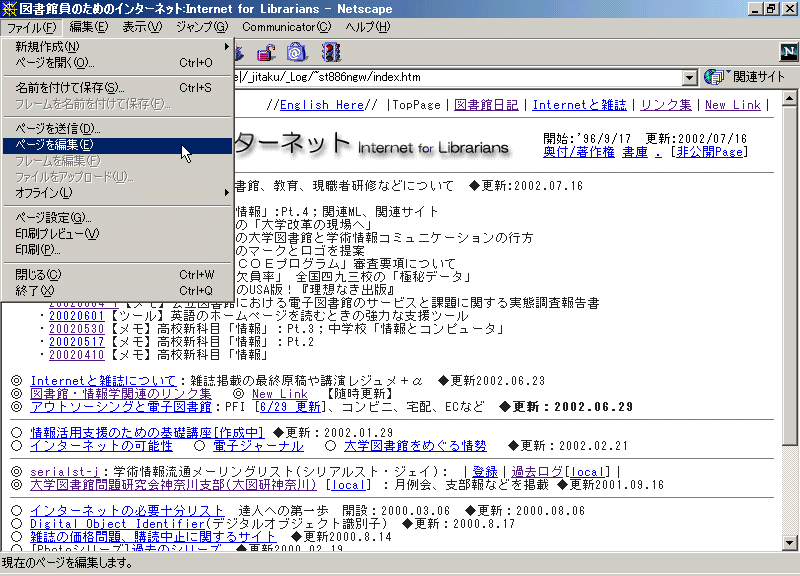 図書館員のためのインターネット:Internet for Librarians - Netscape
ファイル(F) 編集(E) 表示(V) ジャンプ(G) Communicator(C) ヘルプ(H)
新規作成(N)
ページを開く(O)... Ctrl+O
名前を付けて保存(S)... Ctrl+S
フレームを名前を付けて保存(F)...
ページを送信(D)...
ページを編集(E)
フレームを編集(F)
ファイルをアップロード(U)...
オフライン(L)
ページ設定(G)...
印刷プレビュー(V)
印刷(P)...
閉じる(C) Ctrl+W
終了(X) Ctrl+Q
/_jitaku/_Log/~st886ngw/index.htm
関連サイト
//English Here// |TopPage|図書館日記|Internetと雑誌|リンク集|New Link|
ターネット Internet for Librarians
開始:'96/9/17 更新:2002/07/16
奥付/著作権 書庫 . [非公開Page]
書館、教育、現職者研修などについて ◆更新:2002.07.16
情報」:Pt.4；関連ML、関連サイト
の「大学改革の現場へ」
の大学図書館と学術情報コミュニケーションの行方
のマークとロゴを提案
ＣＯＥプログラム」審査要項について
欠員率」 全国四九三校の「極秘データ」
のUSA版！『理想なき出版』
【メモ】公立図書館における電子図書館のサービスと課題に関する実態調査報告書
・20020601【ツール】英語のホームページを読むときの強力な支援ツール
・20020530【メモ】高校新科目「情報」:Pt.3；中学校「情報とコンピュータ」
・20020517【メモ】高校新科目「情報」:Pt.2
・20020410【メモ】高校新科目「情報」
◎ Internetと雑誌について：雑誌掲載の最終原稿や講演レジュメ＋α ◆更新2002.06.23
◎ 図書館・情報学関連のリンク集 ◎ New Link 【随時更新】
◎ アウトソーシングと電子図書館：PFI [6/29 更新]、コンビニ、宅配、ECなど ◆更新：2002.06.29
○ 情報活用支援のための基礎講座[作成中] ◆更新：2002.01.29
○ インターネットの可能性 ○ 電子ジャーナル ○ 大学図書館をめぐる情勢 ◆更新：2002.02.21
◎ serialst-j：学術情報流通メーリングリスト(シリアルスト・ジェイ)： |登録|過去ログ[local]|
◎ 大学図書館問題研究会神奈川支部(大図研神奈川) [local] ：月例会、支部報などを掲載 ◆更新2001.09.16
○ インターネットの必要十分リスト 達人への第一歩 開設：2000.03.06 ◆更新：2000.08.06
○ Digital Object Identifier(デジタルオブジェクト識別子) ◆更新：2000.8.17
○ 雑誌の価格問題、購読中止に関するサイト ◆更新2000.8.14
○ [Photoシリーズ]過去のシリーズ ◆更新2000.02.19
現在のページを編集します。